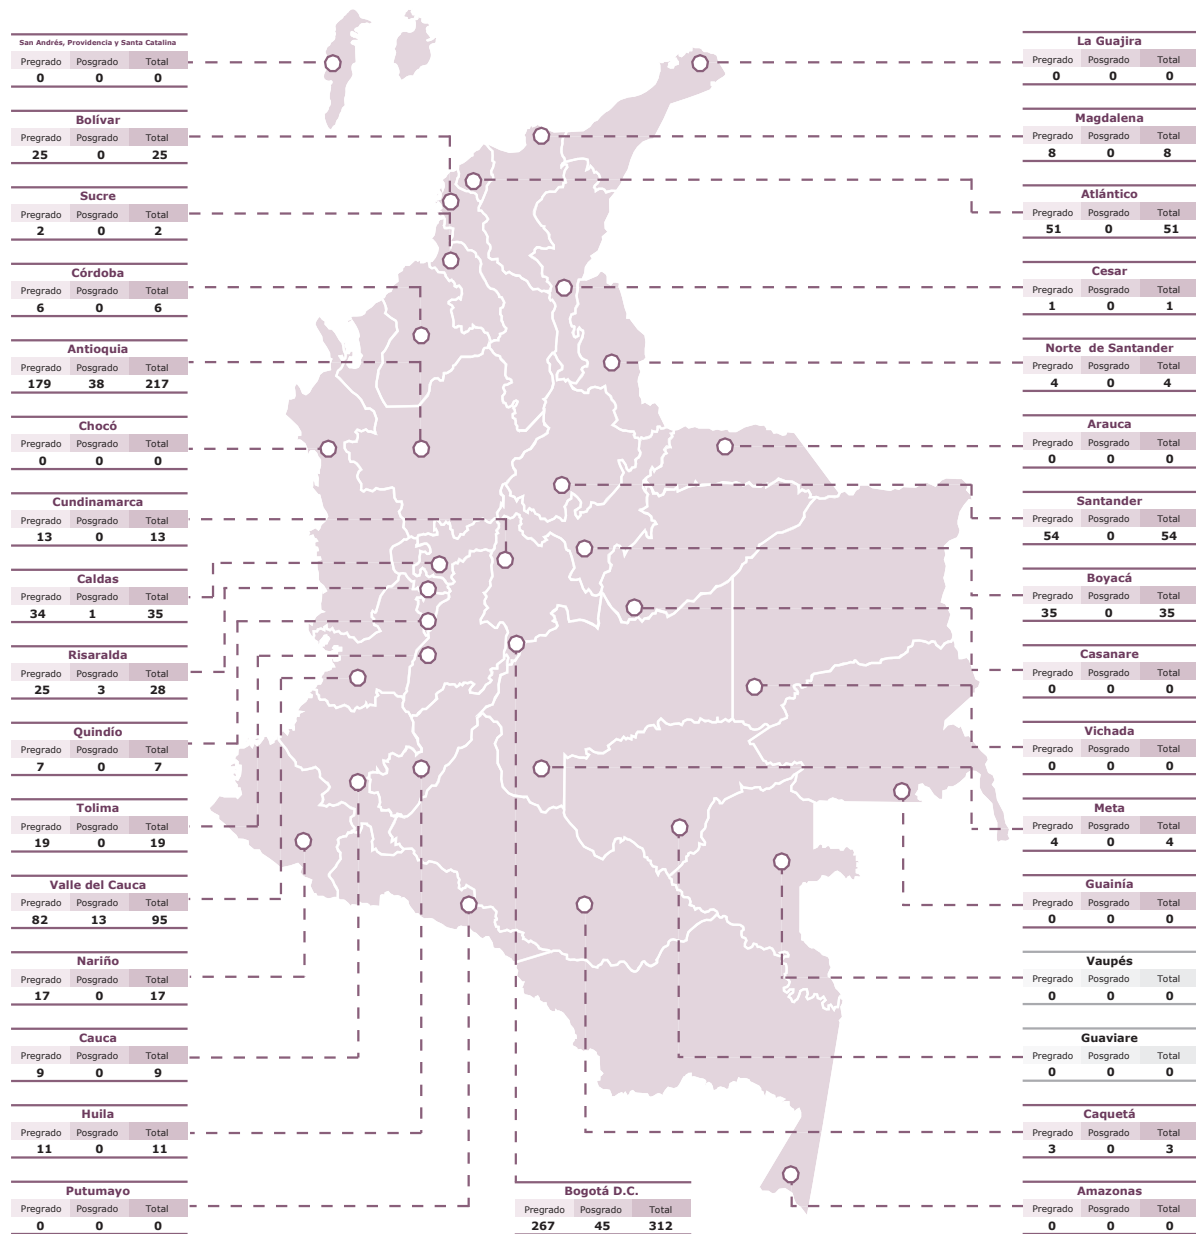 San Andrés, Providencia y Santa Catalina
Pregrado Posgrado Total
0 0 0
Bolívar
Pregrado Posgrado Total
25 0 25
Sucre
Pregrado Posgrado Total
2 0 2
Córdoba
Pregrado Posgrado Total
6 0 6
Antioquia
Pregrado Posgrado Total
179 38 217
Chocó
Pregrado Posgrado Total
0 0 0
Cundinamarca
Pregrado Posgrado Total
13 0 13
Caldas
Pregrado Posgrado Total
34 1 35
Risaralda
Pregrado Posgrado Total
25 3 28
Quindío
Pregrado Posgrado Total
7 0 7
Tolima
Pregrado Posgrado Total
19 0 19
Valle del Cauca
Pregrado Posgrado Total
82 13 95
Nariño
Pregrado Posgrado Total
17 0 17
Cauca
Pregrado Posgrado Total
9 0 9
Huila
Pregrado Posgrado Total
11 0 11
Putumayo
Pregrado Posgrado Total
0 0 0
Bogotá D.C.
Pregrado Posgrado Total
267 45 312
La Guajira
Pregrado Posgrado Total
0 0 0
Magdalena
Pregrado Posgrado Total
8 0 8
Atlántico
Pregrado Posgrado Total
51 0 51
Cesar
Pregrado Posgrado Total
1 0 1
Norte de Santander
Pregrado Posgrado Total
4 0 4
Arauca
Pregrado Posgrado Total
0 0 0
Santander
Pregrado Posgrado Total
54 0 54
Boyacá
Pregrado Posgrado Total
35 0 35
Casanare
Pregrado Posgrado Total
0 0 0
Vichada
Pregrado Posgrado Total
0 0 0
Meta
Pregrado Posgrado Total
4 0 4
Guainía
Pregrado Posgrado Total
0 0 0
Vaupés
Pregrado Posgrado Total
0 0 0
Guaviare
Pregrado Posgrado Total
0 0 0
Caquetá
Pregrado Posgrado Total
3 0 3
Amazonas
Pregrado Posgrado Total
0 0 0